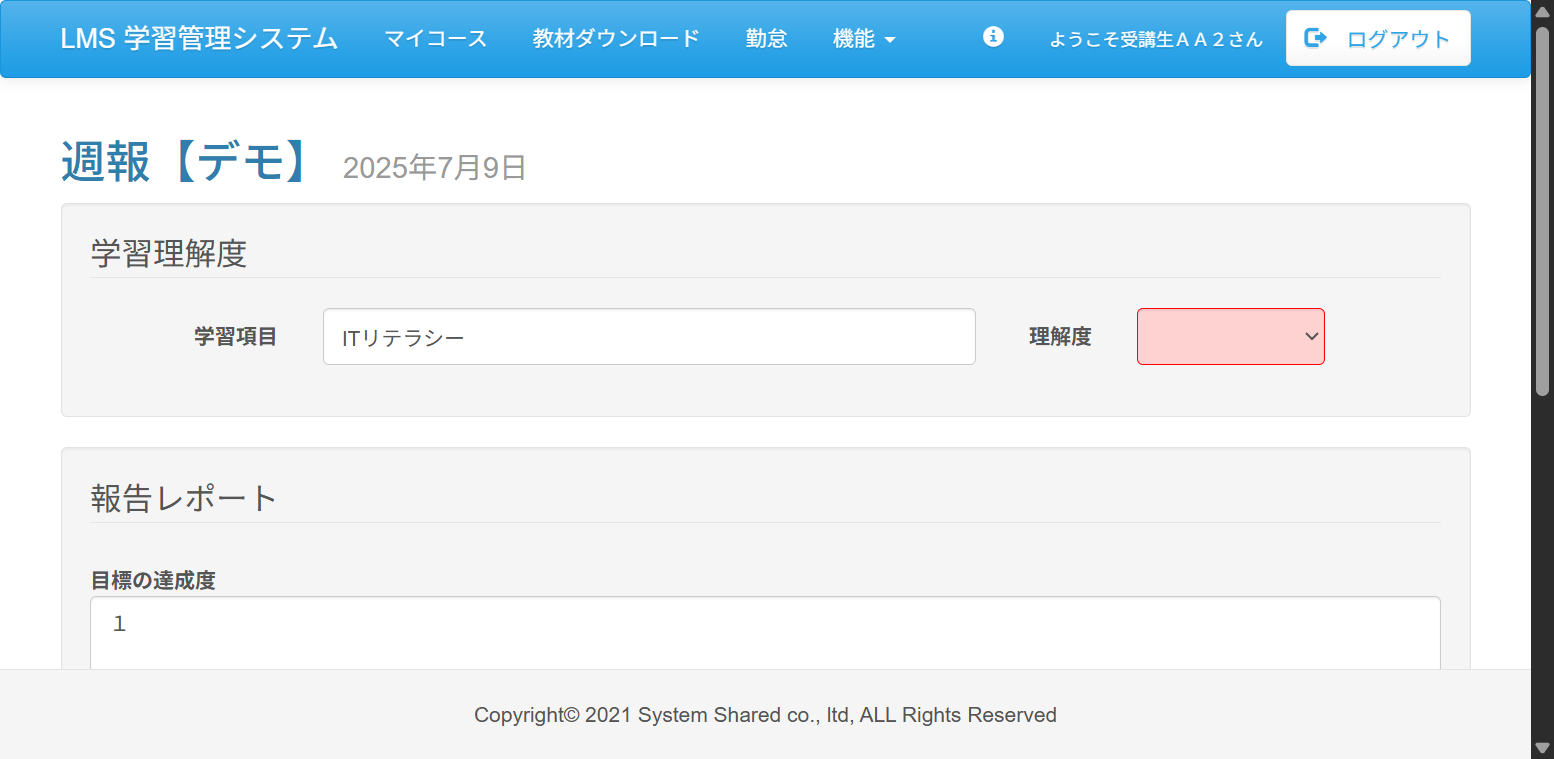 LMS 学習管理システム マイコース 教材ダウンロード 勤怠 機能 ようこそ受講生ＡＡ２さん ログアウト
週報【デモ】 2025年7月9日
学習理解度
学習項目 ITリテラシー 理解度
報告レポート
目標の達成度
１
Copyright© 2021 System Shared co., ltd, ALL Rights Reserved